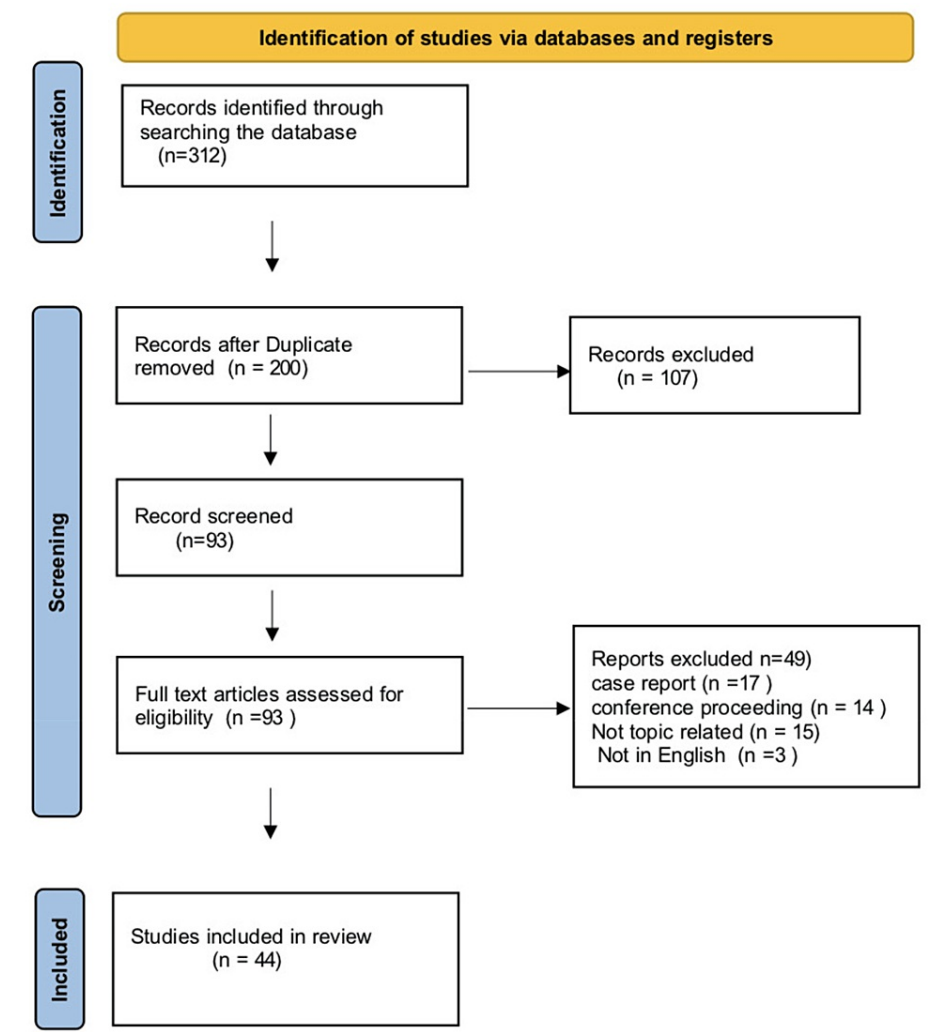 Identification of studies via databases and registers
Identification
Records identified through
searching the database
(n=312)
Screening
Records after Duplicate
removed (n = 200)
Records excluded
(n = 107)
Record screened
(n=93)
Full text articles assessed for
eligibility (n =93 )
Reports excluded n=49)
case report (n =17 )
conference proceeding (n = 14 )
Not topic related (n = 15)
Not in English (n =3 )
Included
Studies included in review
(n = 44)